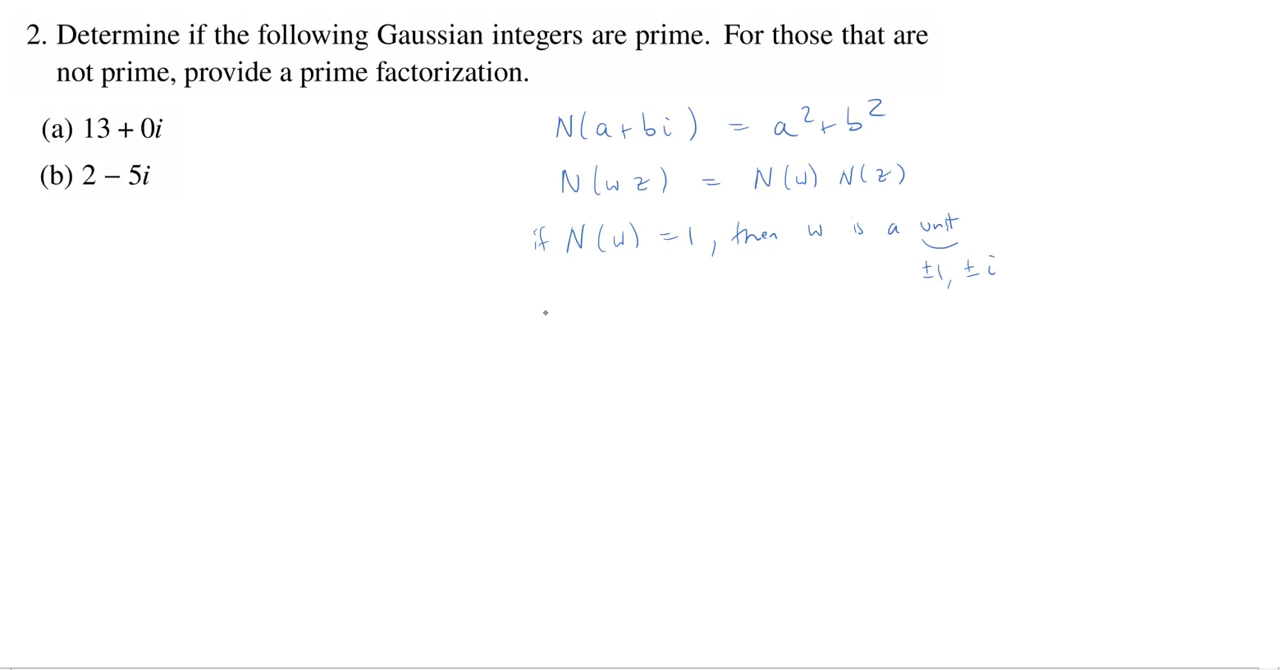 2. Determine if the following Gaussian integers are prime. For those that are
not prime, provide a prime factorization.
(a) 13 + 0i
(b) 2 – 5i
N(a+bi) = a²+b²
N(wz) = N(w) N(z)
if N(w) =1, then w is a unit
±1, ±i